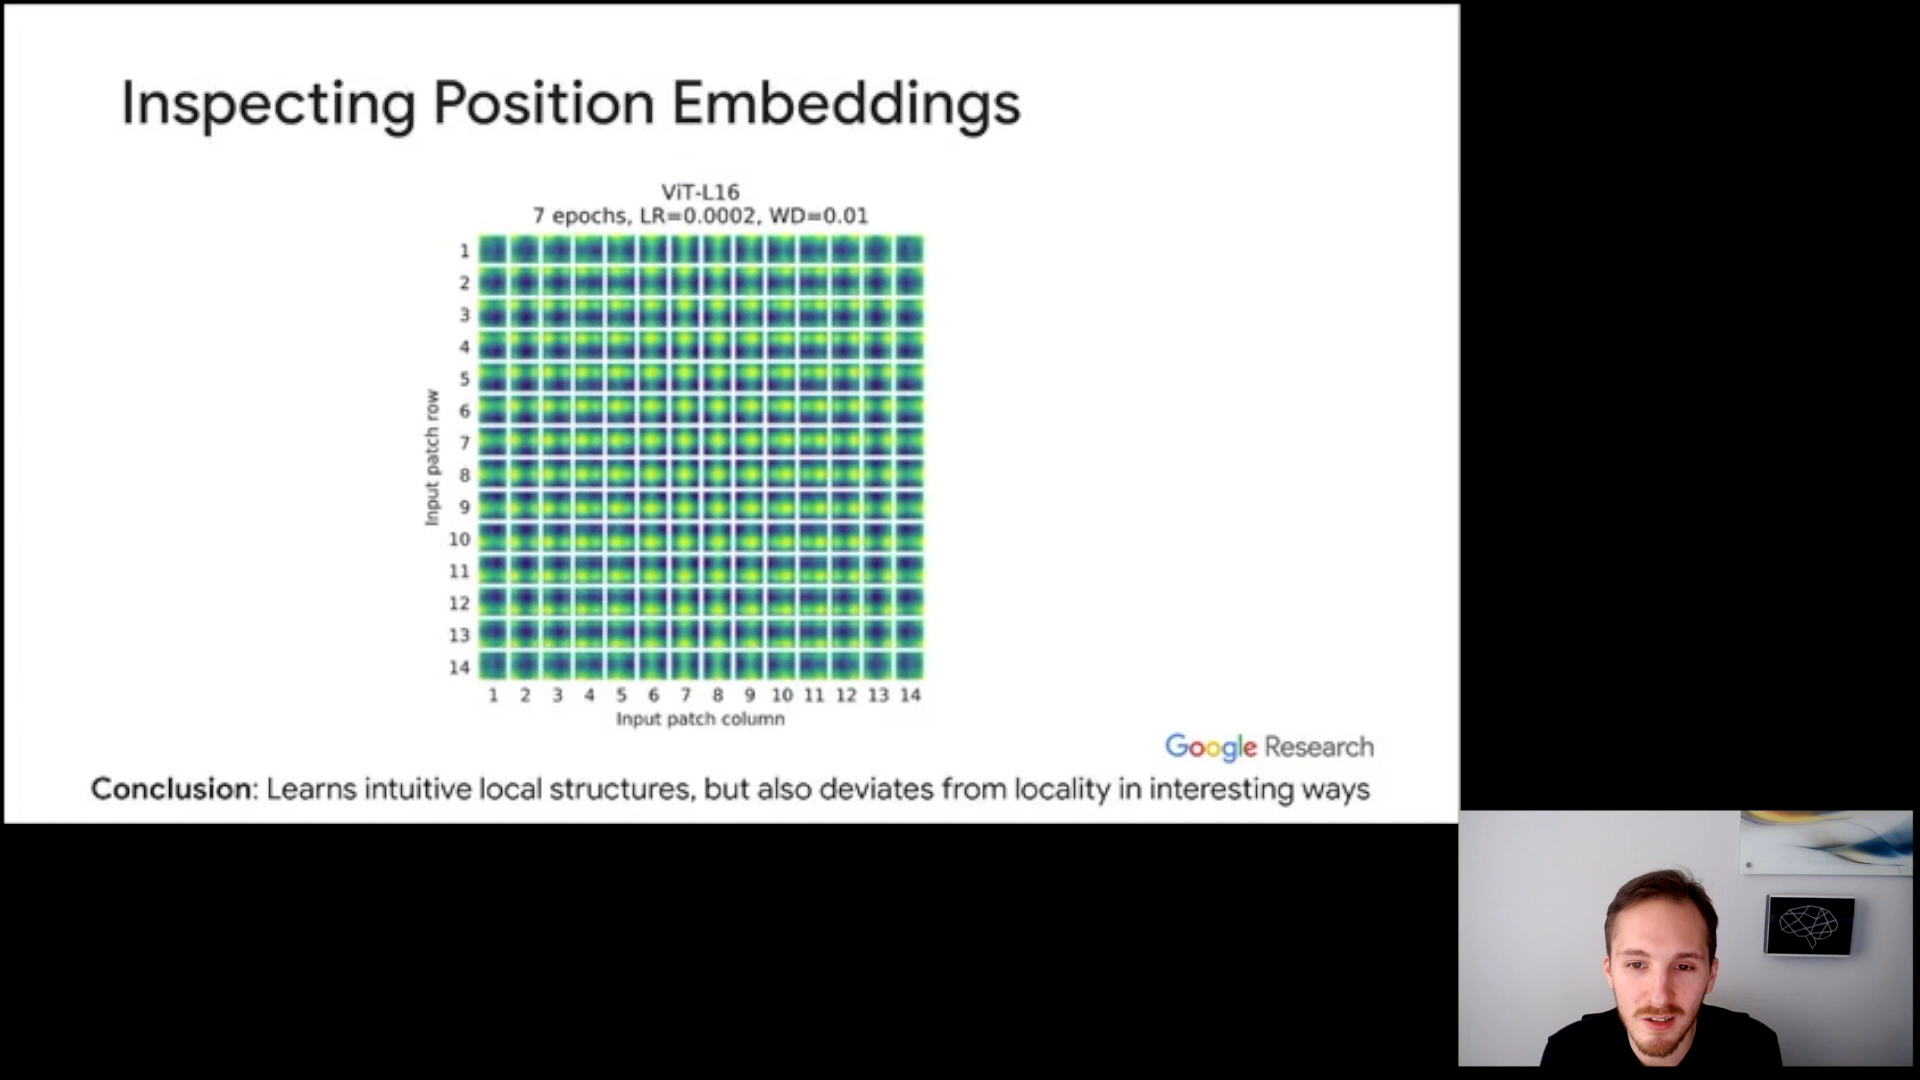 Inspecting Position Embeddings
ViT-L16
7 epochs, LR=0.0002, WD=0.01
Input patch row
1
2
3
4
5
6
7
8
9
10
11
12
13
14
1 2 3 4 5 6 7 8 9 10 11 12 13 14
Input patch column
Google Research
Conclusion: Learns intuitive local structures, but also deviates from locality in interesting ways